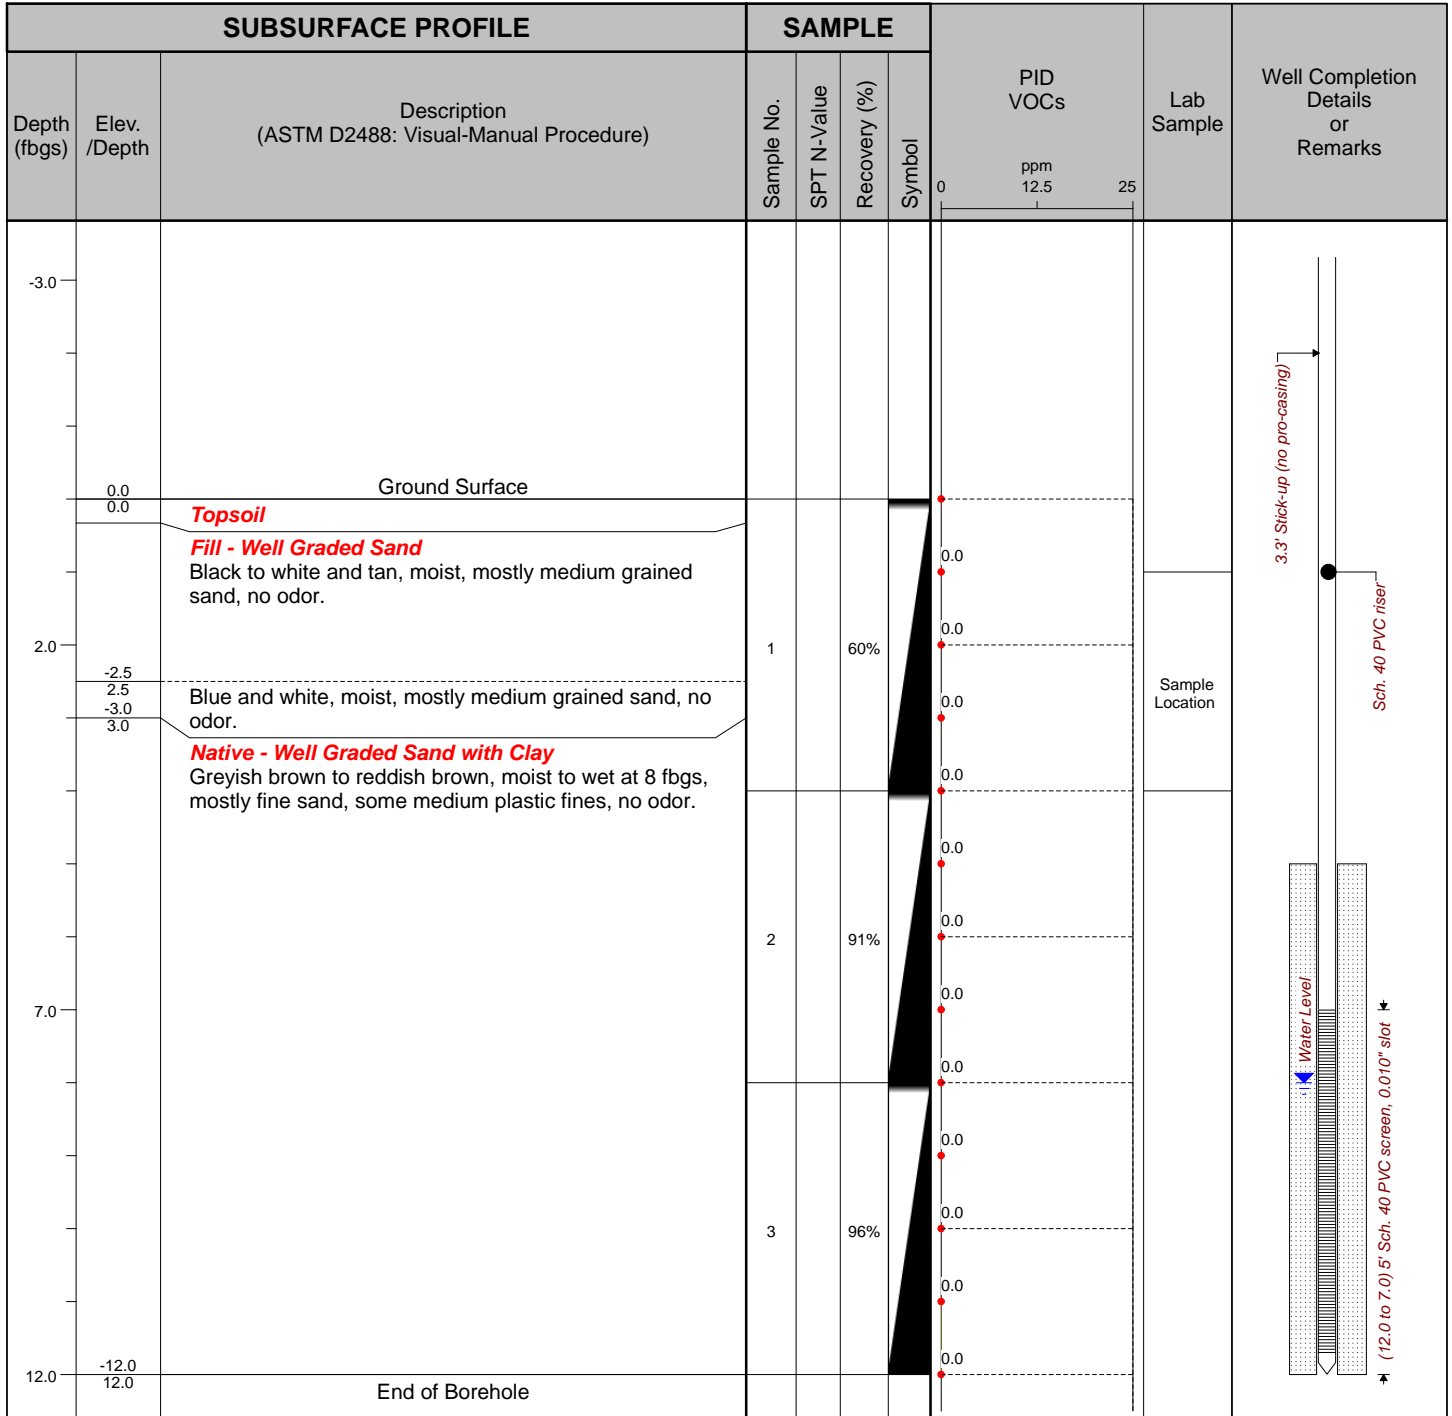 SUBSURFACE PROFILE
SAMPLE
Depth
(fbgs)
Elev.
/Depth
Description
(ASTM D2488: Visual-Manual Procedure)
Sample No.
SPT N-Value
Recovery (%)
Symbol
PID
VOCs
ppm
0 12.5 25
Lab
Sample
Well Completion
Details
or
Remarks
-3.0
3.3' Stick-up (no pro-casing)
0.0
0.0
Ground Surface
Topsoil
Fill - Well Graded Sand
Black to white and tan, moist, mostly medium grained
sand, no odor.
0.0
0.0
2.0
1
60%
Sch. 40 PVC riser
-2.5
2.5
Blue and white, moist, mostly medium grained sand, no
odor.
Sample
Location
0.0
-3.0
3.0
Native - Well Graded Sand with Clay
Greyish brown to reddish brown, moist to wet at 8 fbgs,
mostly fine sand, some medium plastic fines, no odor.
0.0
0.0
0.0
2
91%
0.0
7.0
Water Level
0.0
(12.0 to 7.0) 5' Sch. 40 PVC screen, 0.010" slot
0.0
0.0
3
96%
0.0
0.0
-12.0
12.0
12.0
End of Borehole